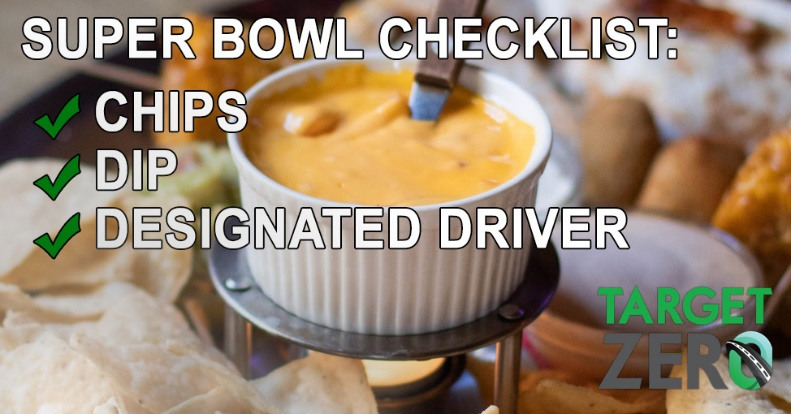 SUPER BOWL CHECKLIST:
CHIPS
DIP
DESIGNATED DRIVER
TARGET
ZERO